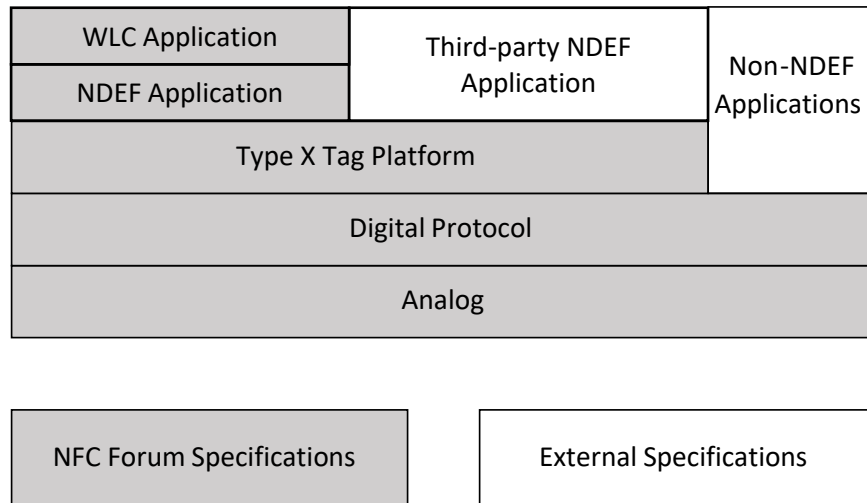 WLC Application
NDEF Application
Third-party NDEF
Application
Non-NDEF
Applications
Type X Tag Platform
Digital Protocol
Analog
NFC Forum Specifications
External Specifications